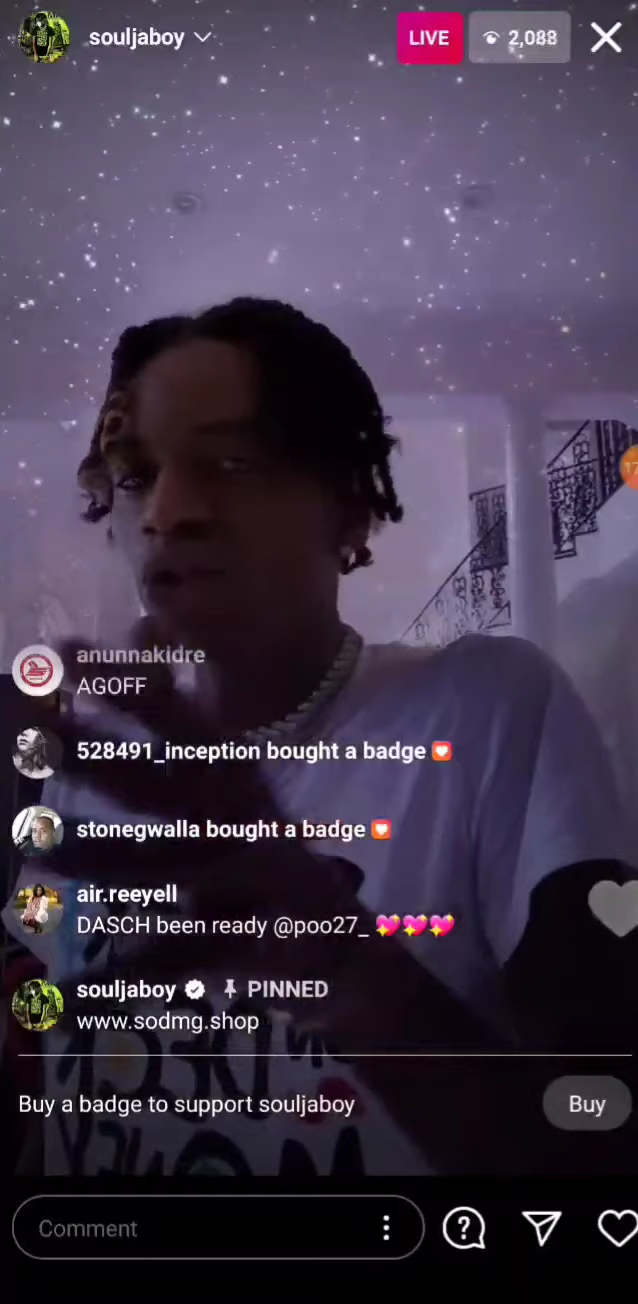 souljaboy
LIVE
2,088
17
anunnakidre
AGOFF
528491_inception bought a badge
stonegwalla bought a badge
air.reeyell
DASCH been ready @poo27_ 💖💖💖
souljaboy PINNED
www.sodmg.shop
Buy a badge to support souljaboy
Buy
Comment